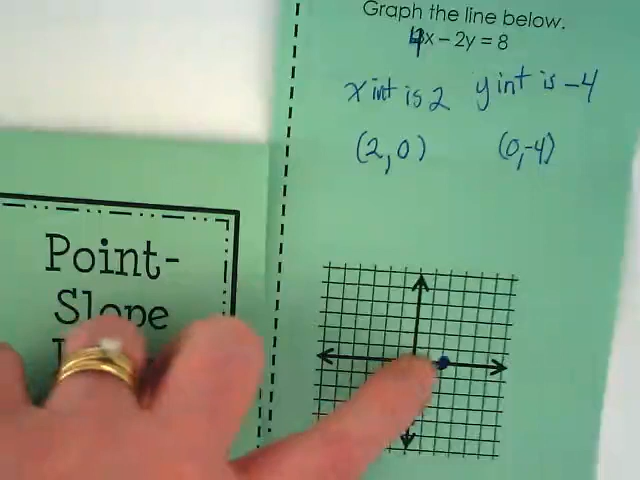 Graph the line below.
4x − 2y = 8
x int is 2 y int is -4
(2, 0) (0, -4)
Point-
Slope